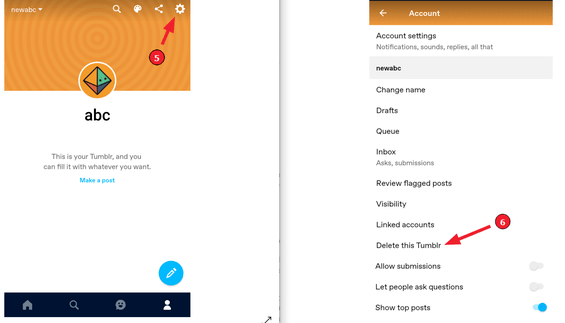 newabc
5
abc
This is your Tumblr, and you
can fill it with whatever you want.
Make a post
Account
Account settings
Notifications, sounds, replies, all that
newabc
Change name
Drafts
Queue
Inbox
Asks, submissions
Review flagged posts
Visibility
6
Linked accounts
Delete this Tumblr
Allow submissions
Let people ask questions
Show top posts